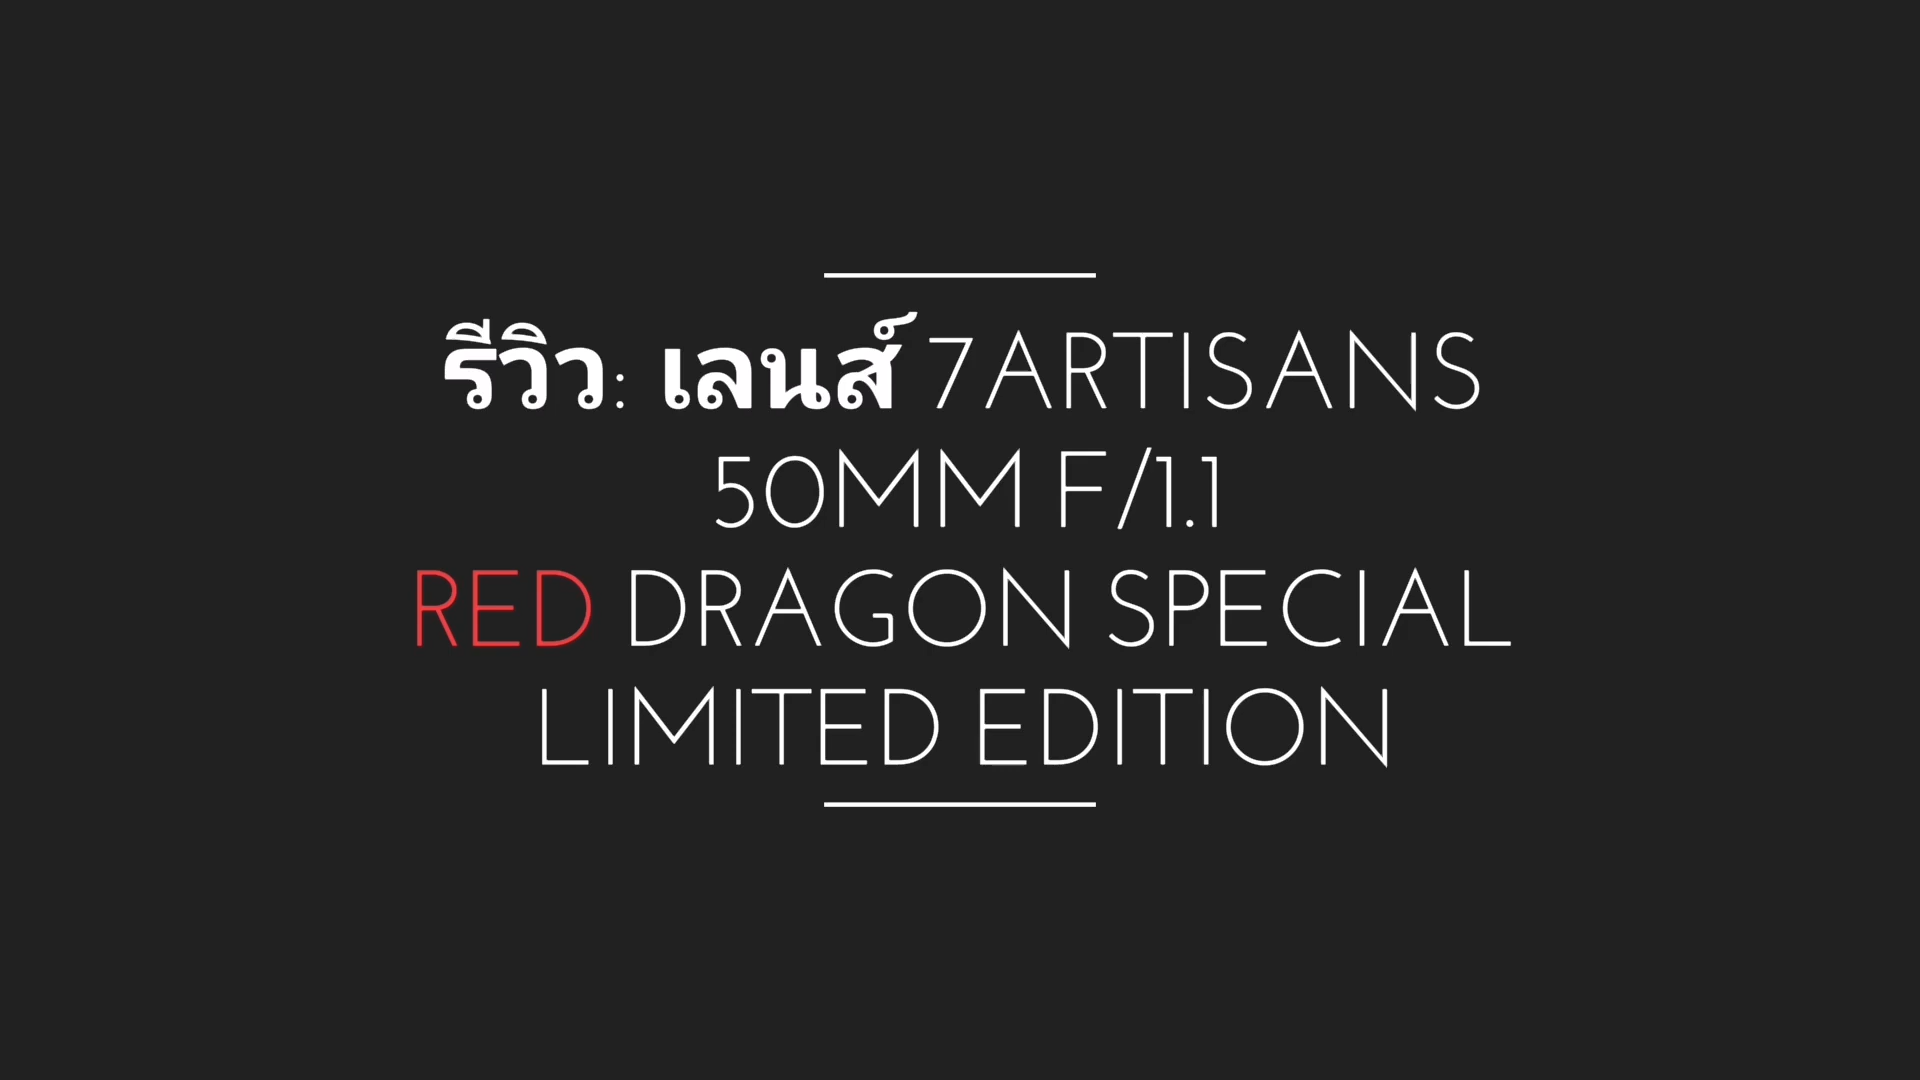 รีวิว: เลนส์ 7ARTISANS
50MM F/1.1
RED DRAGON SPECIAL
LIMITED EDITION